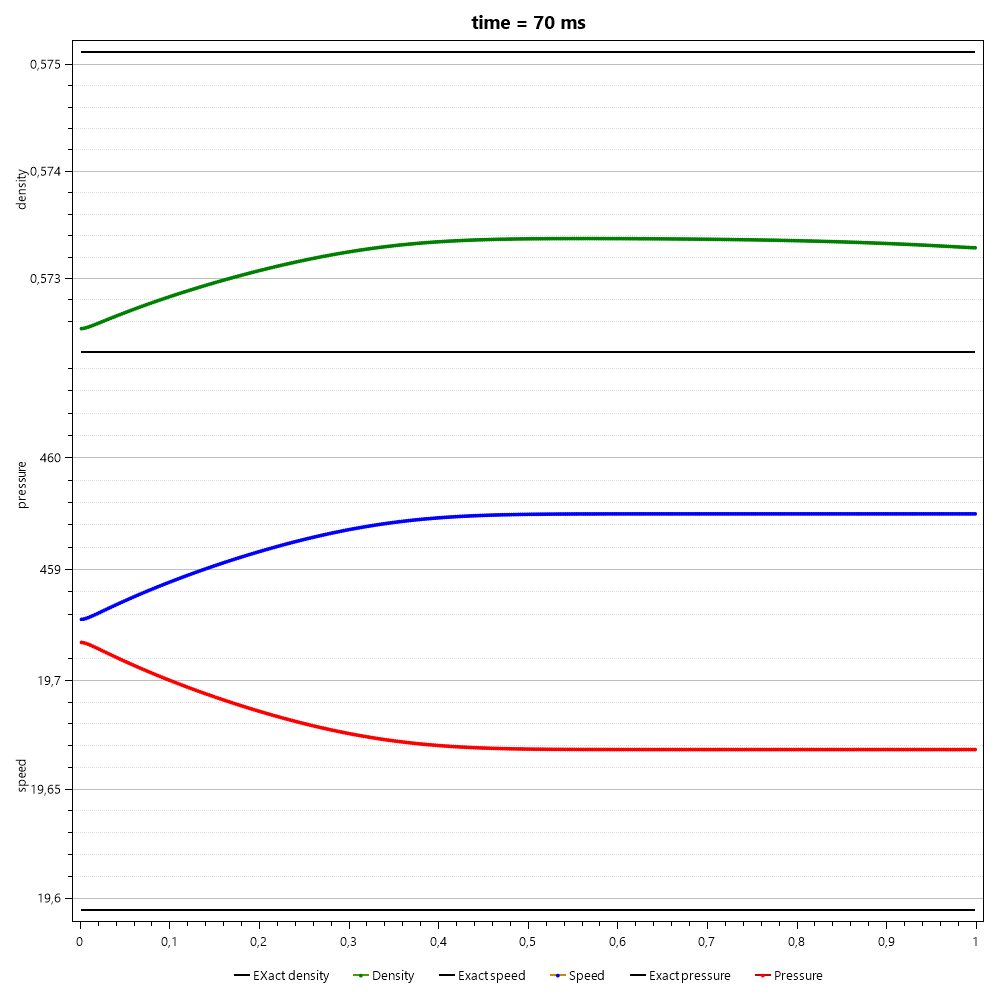 time = 70 ms
0,575
0,574
0,573
density
460
459
pressure
19,7
19,65
19,6
speed
0 0,1 0,2 0,3 0,4 0,5 0,6 0,7 0,8 0,9 1
EXact density Density Exact speed Speed Exact pressure Pressure